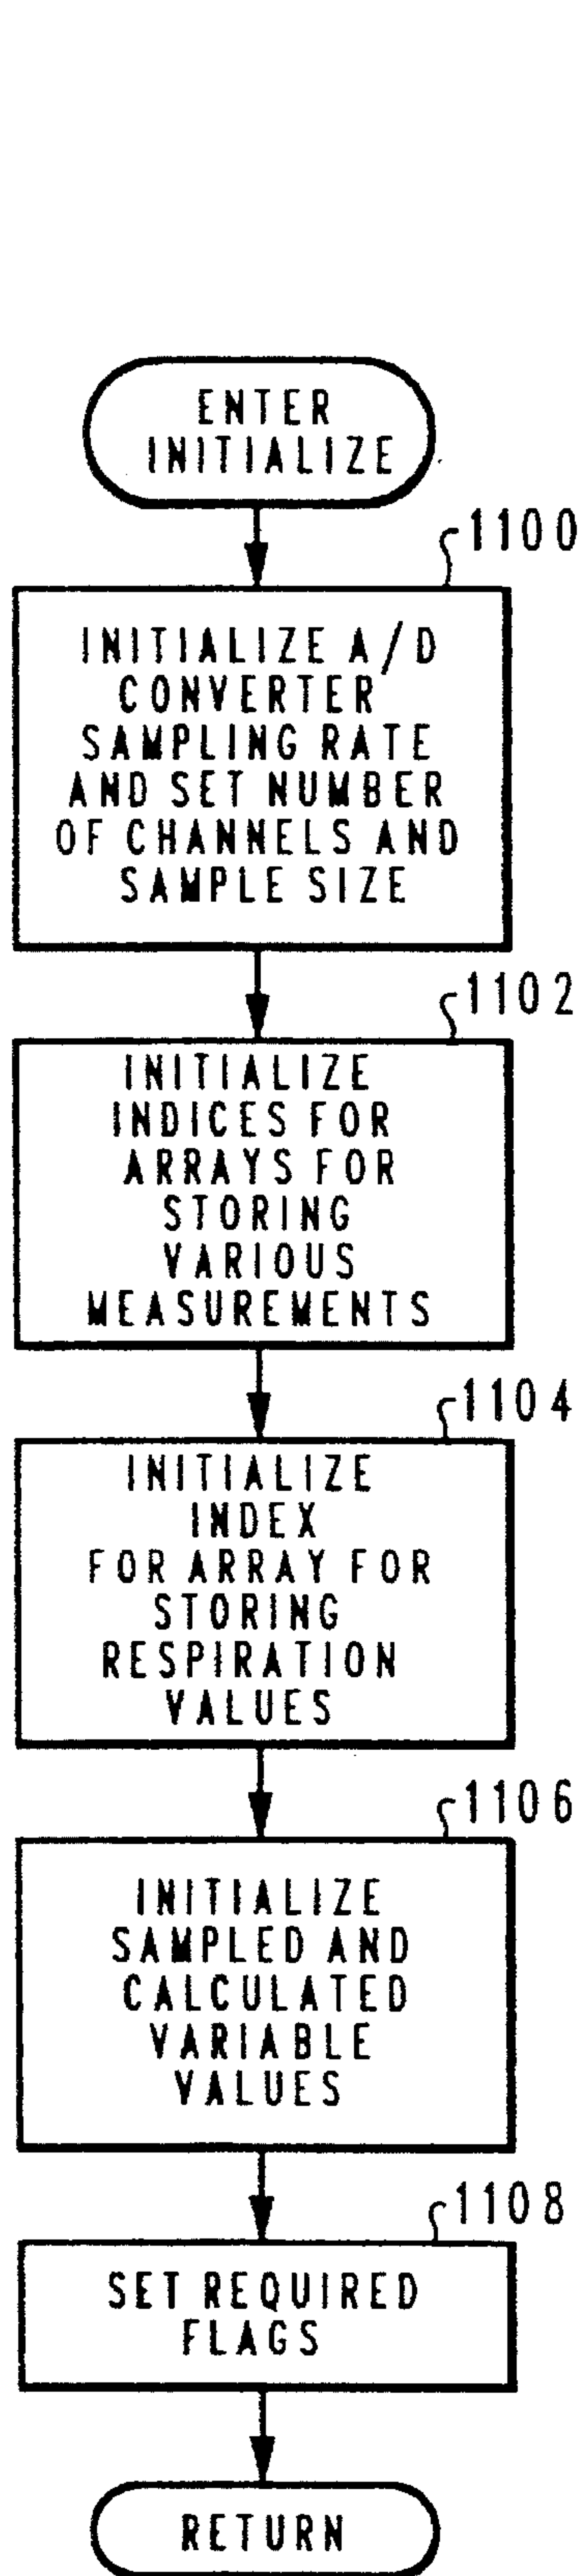 ENTER
INITIALIZE
1100
INITIALIZE A/D
CONVERTER
SAMPLING RATE
AND SET NUMBER
OF CHANNELS AND
SAMPLE SIZE
1102
INITIALIZE
INDICES FOR
ARRAYS FOR
STORING
VARIOUS
MEASUREMENTS
1104
INITIALIZE
INDEX
FOR ARRAY FOR
STORING
RESPIRATION
VALUES
1106
INITIALIZE
SAMPLED AND
CALCULATED
VARIABLE
VALUES
1108
SET REQUIRED
FLAGS
RETURN